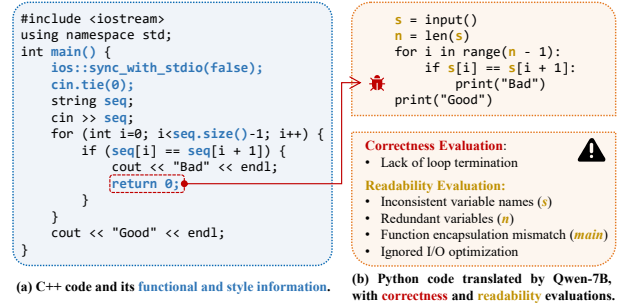 #include <iostream>
using namespace std;
int main() {
    ios::sync_with_stdio(false);
    cin.tie(0);
    string seq;
    cin >> seq;
    for (int i=0; i<seq.size()-1; i++) {
        if (seq[i] == seq[i + 1]) {
            cout << "Bad" << endl;
            return 0;
        }
    }
    cout << "Good" << endl;
}
(a) C++ code and its functional and style information.
s = input()
n = len(s)
for i in range(n - 1):
    if s[i] == s[i + 1]:
        print("Bad")
print("Good")
Correctness Evaluation:
• Lack of loop termination
Readability Evaluation:
• Inconsistent variable names (s)
• Redundant variables (n)
• Function encapsulation mismatch (main)
• Ignored I/O optimization
(b) Python code translated by Qwen-7B,
with correctness and readability evaluations.